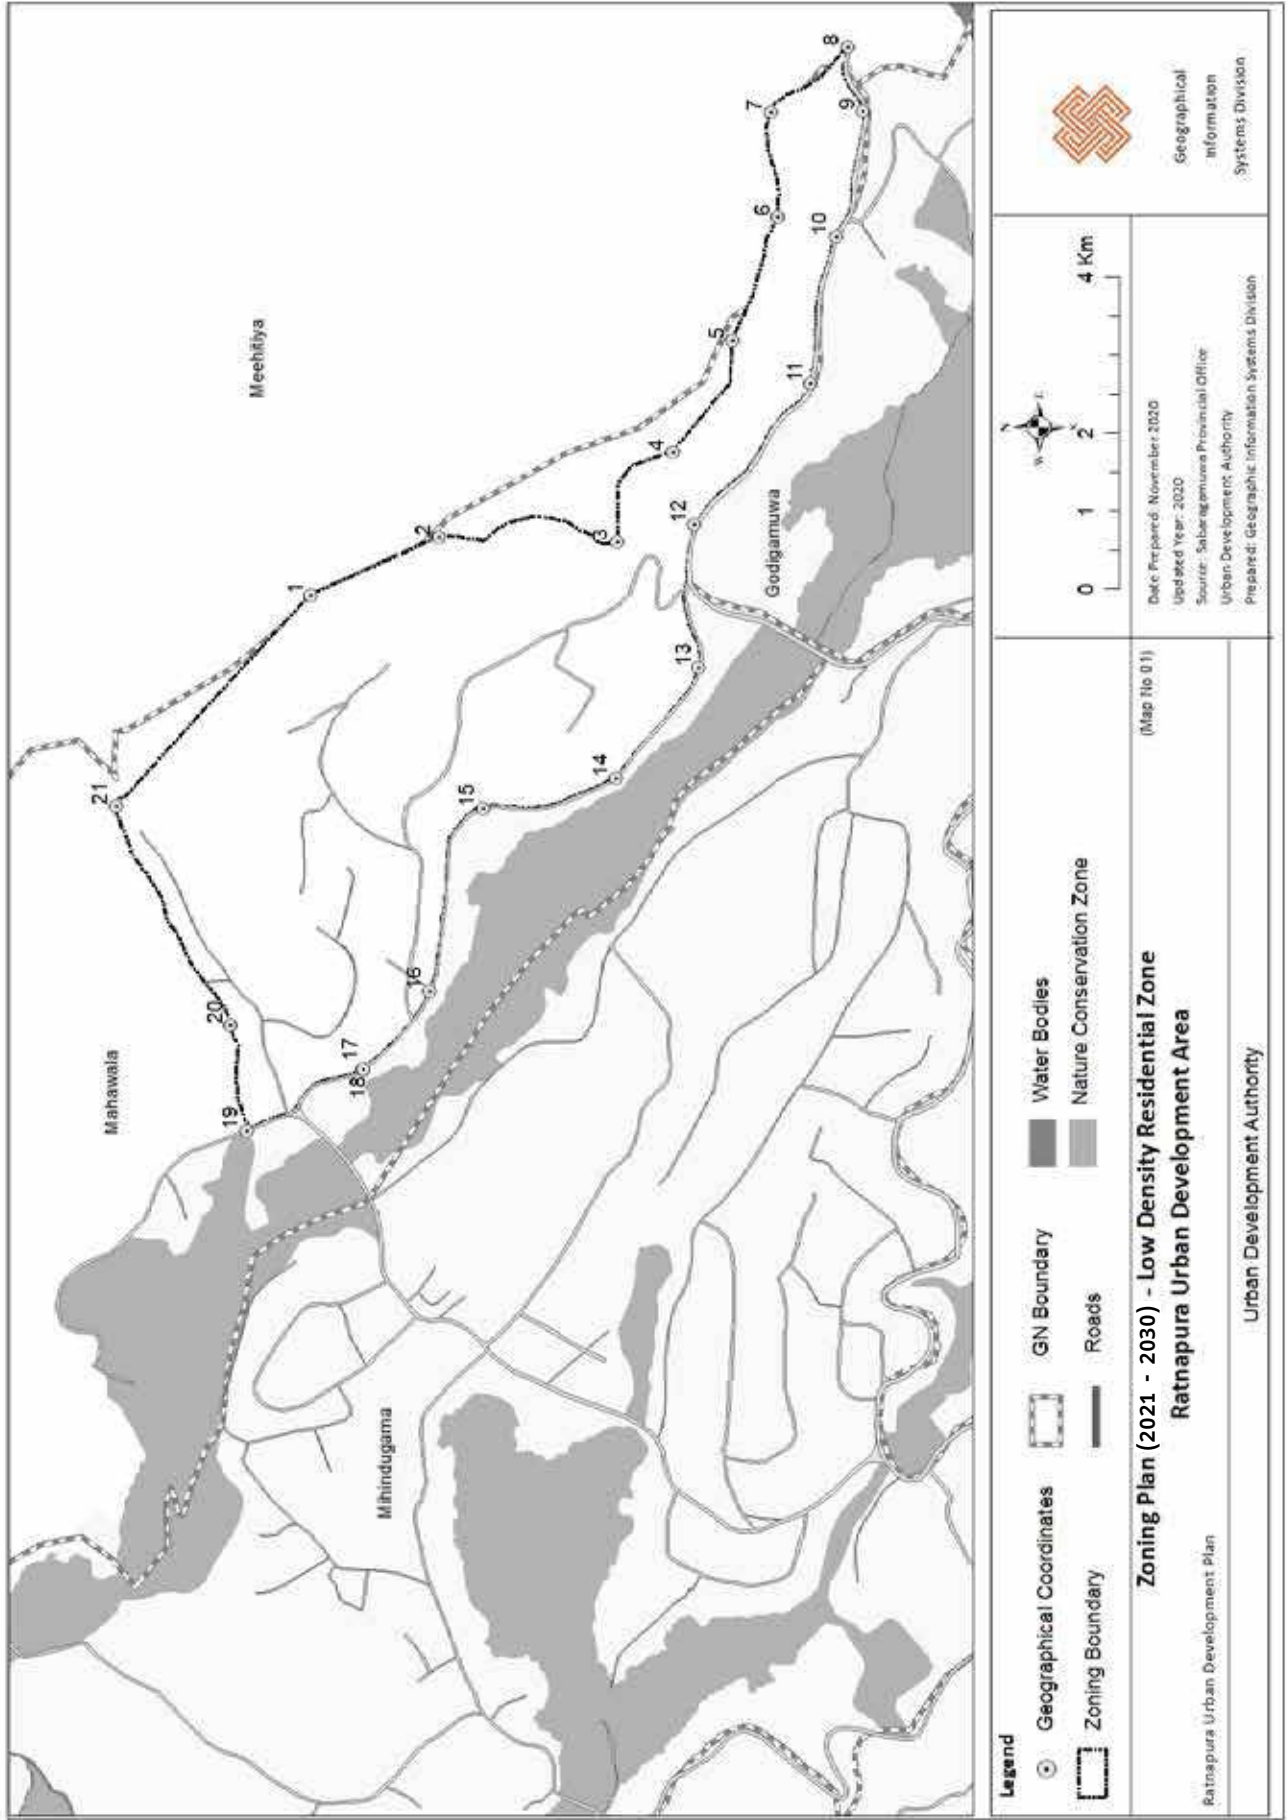 Meehitiya
Mahawala
Godigamuwa
Mihindugama
1
2
3
4
5
6
7
8
9
10
11
12
13
14
15
16
17
18
19
20
21
Legend
Geographical Coordinates
GN Boundary
Water Bodies
Zoning Boundary
Roads
Nature Conservation Zone
N
W
E
0 1 2 4 Km
Geographical
Information
Systems Division
Zoning Plan (2021 - 2030) - Low Density Residential Zone
(Map No 01)
Ratnapura Urban Development Area
Ratnapura Urban Development Plan
Date Prepared: November 2020
Updated Year: 2020
Source: Sabaragamuwa Provincial Office
Urban Development Authority
Prepared: Geographic Information Systems Division
Urban Development Authority